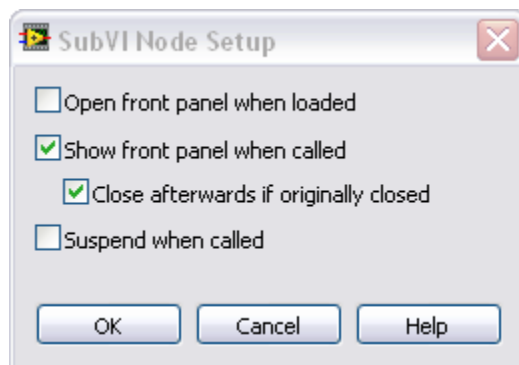 SubVI Node Setup
Open front panel when loaded
Show front panel when called
Close afterwards if originally closed
Suspend when called
OK Cancel Help